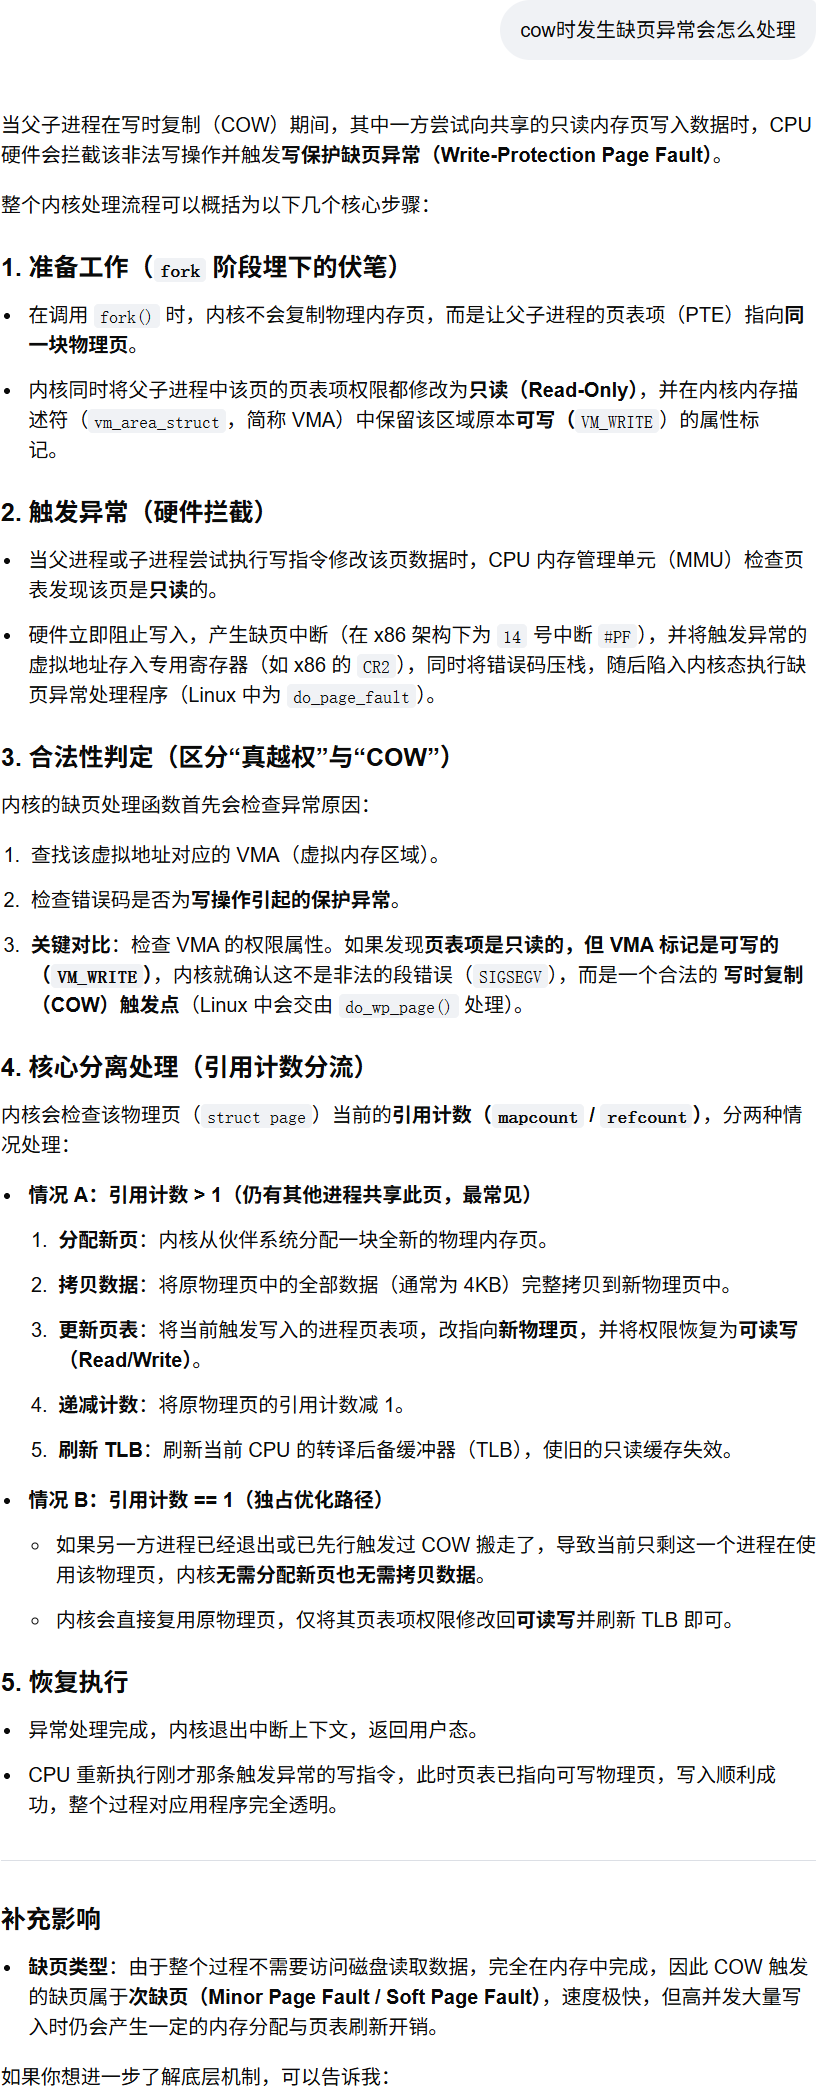 cow时发生缺页异常会怎么处理
当父子进程在写时复制（COW）期间，其中一方尝试向共享的只读内存页写入数据时，CPU
硬件会拦截该非法写操作并触发写保护缺页异常（Write-Protection Page Fault）。
整个内核处理流程可以概括为以下几个核心步骤：
1. 准备工作（fork 阶段埋下的伏笔）
• 在调用 fork() 时，内核不会复制物理内存页，而是让父子进程的页表项（PTE）指向同
一块物理页。
• 内核同时将父子进程中该页的页表项权限都修改为只读（Read-Only），并在内核内存描
述符（vm_area_struct，简称 VMA）中保留该区域原本可写（VM_WRITE）的属性标
记。
2. 触发异常（硬件拦截）
• 当父进程或子进程尝试执行写指令修改该页数据时，CPU 内存管理单元（MMU）检查页
表发现该页是只读的。
• 硬件立即阻止写入，产生缺页中断（在 x86 架构下为 14 号中断 #PF），并将触发异常的
虚拟地址存入专用寄存器（如 x86 的 CR2），同时将错误码压栈，随后陷入内核态执行缺
页异常处理程序（Linux 中为 do_page_fault）。
3. 合法性判定（区分“真越权”与“COW”）
内核的缺页处理函数首先会检查异常原因：
1. 查找该虚拟地址对应的 VMA（虚拟内存区域）。
2. 检查错误码是否为写操作引起的保护异常。
3. 关键对比：检查 VMA 的权限属性。如果发现页表项是只读的，但 VMA 标记是可写的
（VM_WRITE），内核就确认这不是非法的段错误（SIGSEGV），而是一个合法的 写时复制
（COW）触发点（Linux 中会交由 do_wp_page() 处理）。
4. 核心分离处理（引用计数分流）
内核会检查该物理页（struct page）当前的引用计数（mapcount / refcount），分两种情
况处理：
• 情况 A：引用计数 > 1（仍有其他进程共享此页，最常见）
1. 分配新页：内核从伙伴系统分配一块全新的物理内存页。
2. 拷贝数据：将原物理页中的全部数据（通常为 4KB）完整拷贝到新物理页中。
3. 更新页表：将当前触发写入的进程页表项，改指向新物理页，并将权限恢复为可读写
（Read/Write）。
4. 递减计数：将原物理页的引用计数减 1。
5. 刷新 TLB：刷新当前 CPU 的转译后备缓冲器（TLB），使旧的只读缓存失效。
• 情况 B：引用计数 == 1（独占优化路径）
◦ 如果另一方进程已经退出或已先行触发过 COW 搬走了，导致当前只剩这一个进程在使
用该物理页，内核无需分配新页也无需拷贝数据。
◦ 内核会直接复用原物理页，仅将其页表项权限修改回可读写并刷新 TLB 即可。
5. 恢复执行
• 异常处理完成，内核退出中断上下文，返回用户态。
• CPU 重新执行刚才那条触发异常的写指令，此时页表已指向可写物理页，写入顺利成
功，整个过程对应用程序完全透明。
补充影响
• 缺页类型：由于整个过程不需要访问磁盘读取数据，完全在内存中完成，因此 COW 触发
的缺页属于次缺页（Minor Page Fault / Soft Page Fault），速度极快，但高并发大量写
入时仍会产生一定的内存分配与页表刷新开销。
如果你想进一步了解底层机制，可以告诉我：